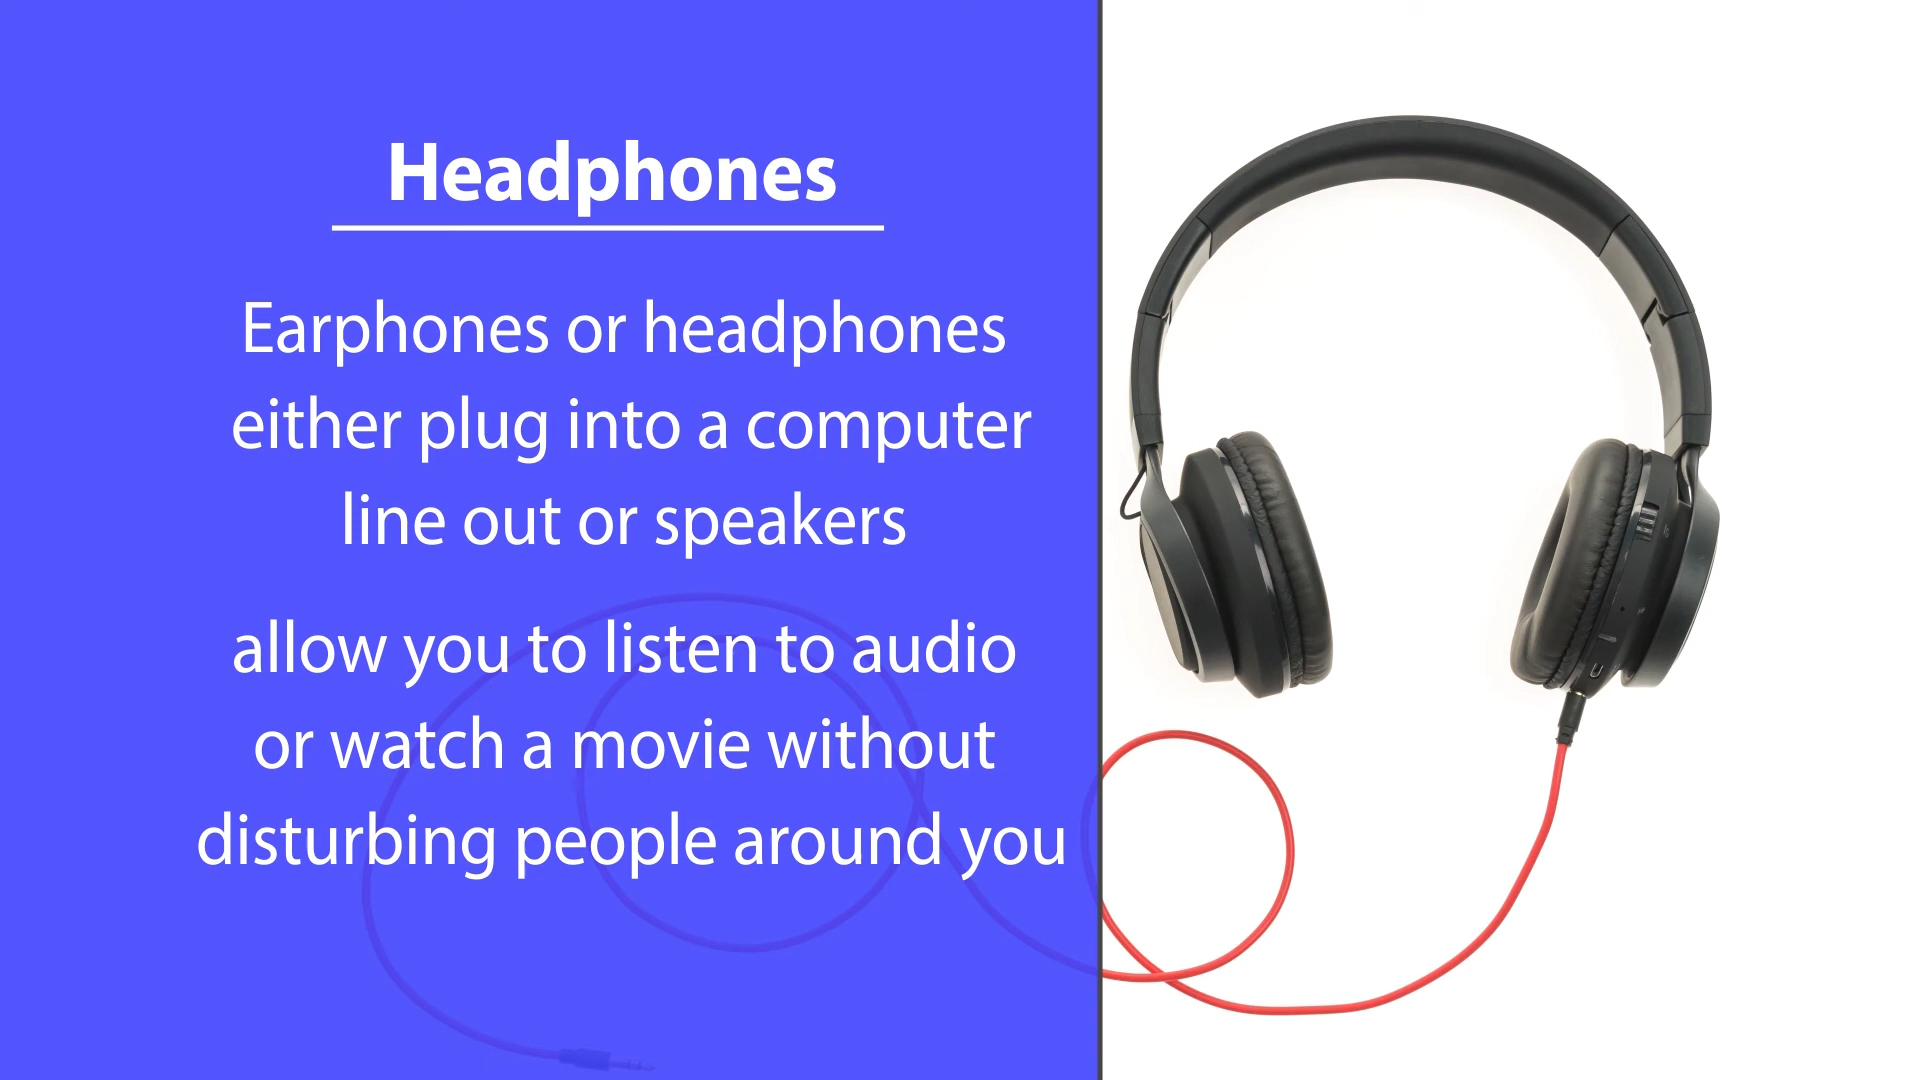 Headphones
Earphones or headphones
either plug into a computer
line out or speakers
allow you to listen to audio
or watch a movie without
disturbing people around you